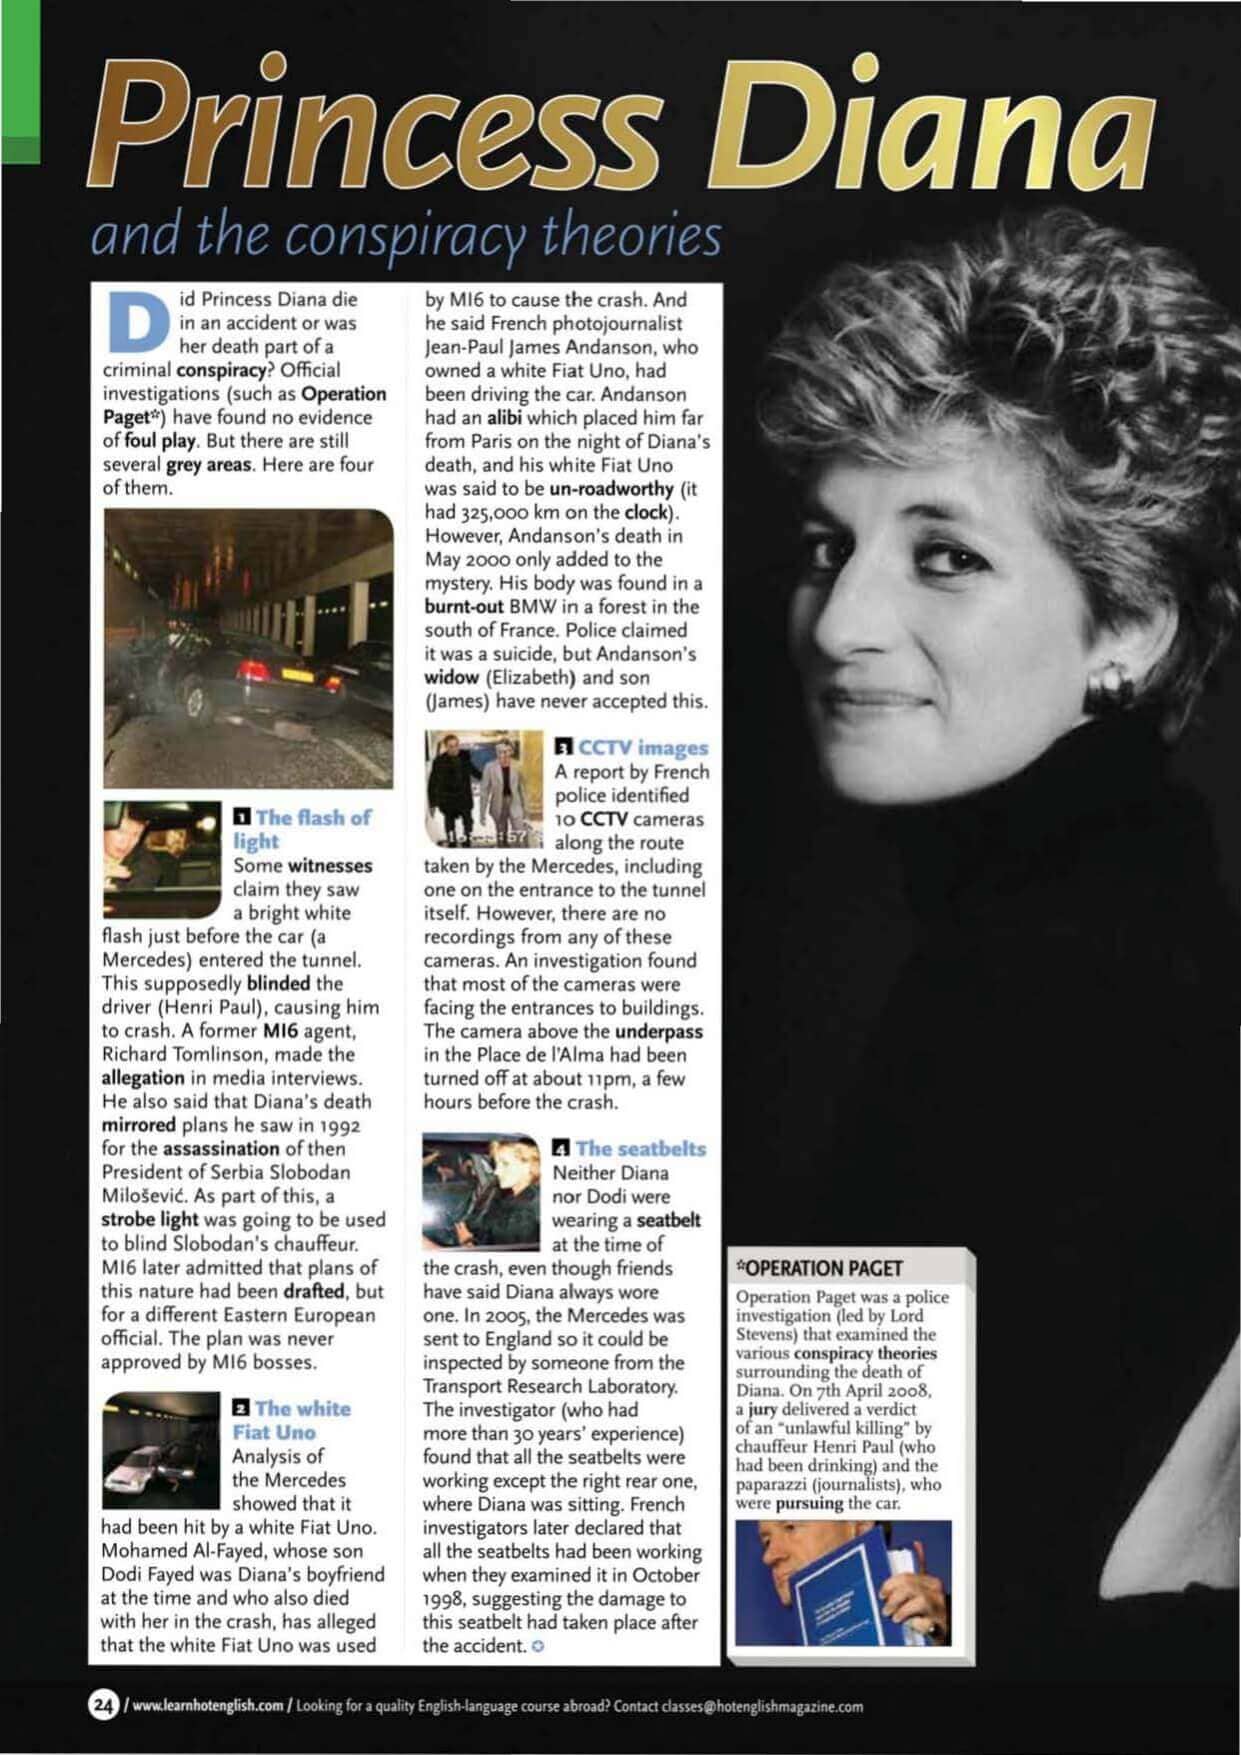 Princess Diana
and the conspiracy theories
Did Princess Diana die
in an accident or was
her death part of a
criminal conspiracy? Official
investigations (such as Operation
Paget*) have found no evidence
of foul play. But there are still
several grey areas. Here are four
of them.
1 The flash of
light
Some witnesses
claim they saw
a bright white
flash just before the car (a
Mercedes) entered the tunnel.
This supposedly blinded the
driver (Henri Paul), causing him
to crash. A former MI6 agent,
Richard Tomlinson, made the
allegation in media interviews.
He also said that Diana's death
mirrored plans he saw in 1992
for the assassination of then
President of Serbia Slobodan
Milošević. As part of this, a
strobe light was going to be used
to blind Slobodan's chauffeur.
MI6 later admitted that plans of
this nature had been drafted, but
for a different Eastern European
official. The plan was never
approved by MI6 bosses.
2 The white
Fiat Uno
Analysis of
the Mercedes
showed that it
had been hit by a white Fiat Uno.
Mohamed Al-Fayed, whose son
Dodi Fayed was Diana's boyfriend
at the time and who also died
with her in the crash, has alleged
that the white Fiat Uno was used
by MI6 to cause the crash. And
he said French photojournalist
Jean-Paul James Andanson, who
owned a white Fiat Uno, had
been driving the car. Andanson
had an alibi which placed him far
from Paris on the night of Diana's
death, and his white Fiat Uno
was said to be un-roadworthy (it
had 325,000 km on the clock).
However, Andanson's death in
May 2000 only added to the
mystery. His body was found in a
burnt-out BMW in a forest in the
south of France. Police claimed
it was a suicide, but Andanson's
widow (Elizabeth) and son
(James) have never accepted this.
3 CCTV images
A report by French
police identified
10 CCTV cameras
along the route
taken by the Mercedes, including
one on the entrance to the tunnel
itself. However, there are no
recordings from any of these
cameras. An investigation found
that most of the cameras were
facing the entrances to buildings.
The camera above the underpass
in the Place de l'Alma had been
turned off at about 11pm, a few
hours before the crash.
4 The seatbelts
Neither Diana
nor Dodi were
wearing a seatbelt
at the time of
the crash, even though friends
have said Diana always wore
one. In 2005, the Mercedes was
sent to England so it could be
inspected by someone from the
Transport Research Laboratory.
The investigator (who had
more than 30 years' experience)
found that all the seatbelts were
working except the right rear one,
where Diana was sitting. French
investigators later declared that
all the seatbelts had been working
when they examined it in October
1998, suggesting the damage to
this seatbelt had taken place after
the accident.
*OPERATION PAGET
Operation Paget was a police
investigation (led by Lord
Stevens) that examined the
various conspiracy theories
surrounding the death of
Diana. On 7th April 2008,
a jury delivered a verdict
of an "unlawful killing" by
chauffeur Henri Paul (who
had been drinking) and the
paparazzi (journalists), who
were pursuing the car.
24 / www.learnhotenglish.com / Looking for a quality English-language course abroad? Contact classes@hotenglishmagazine.com